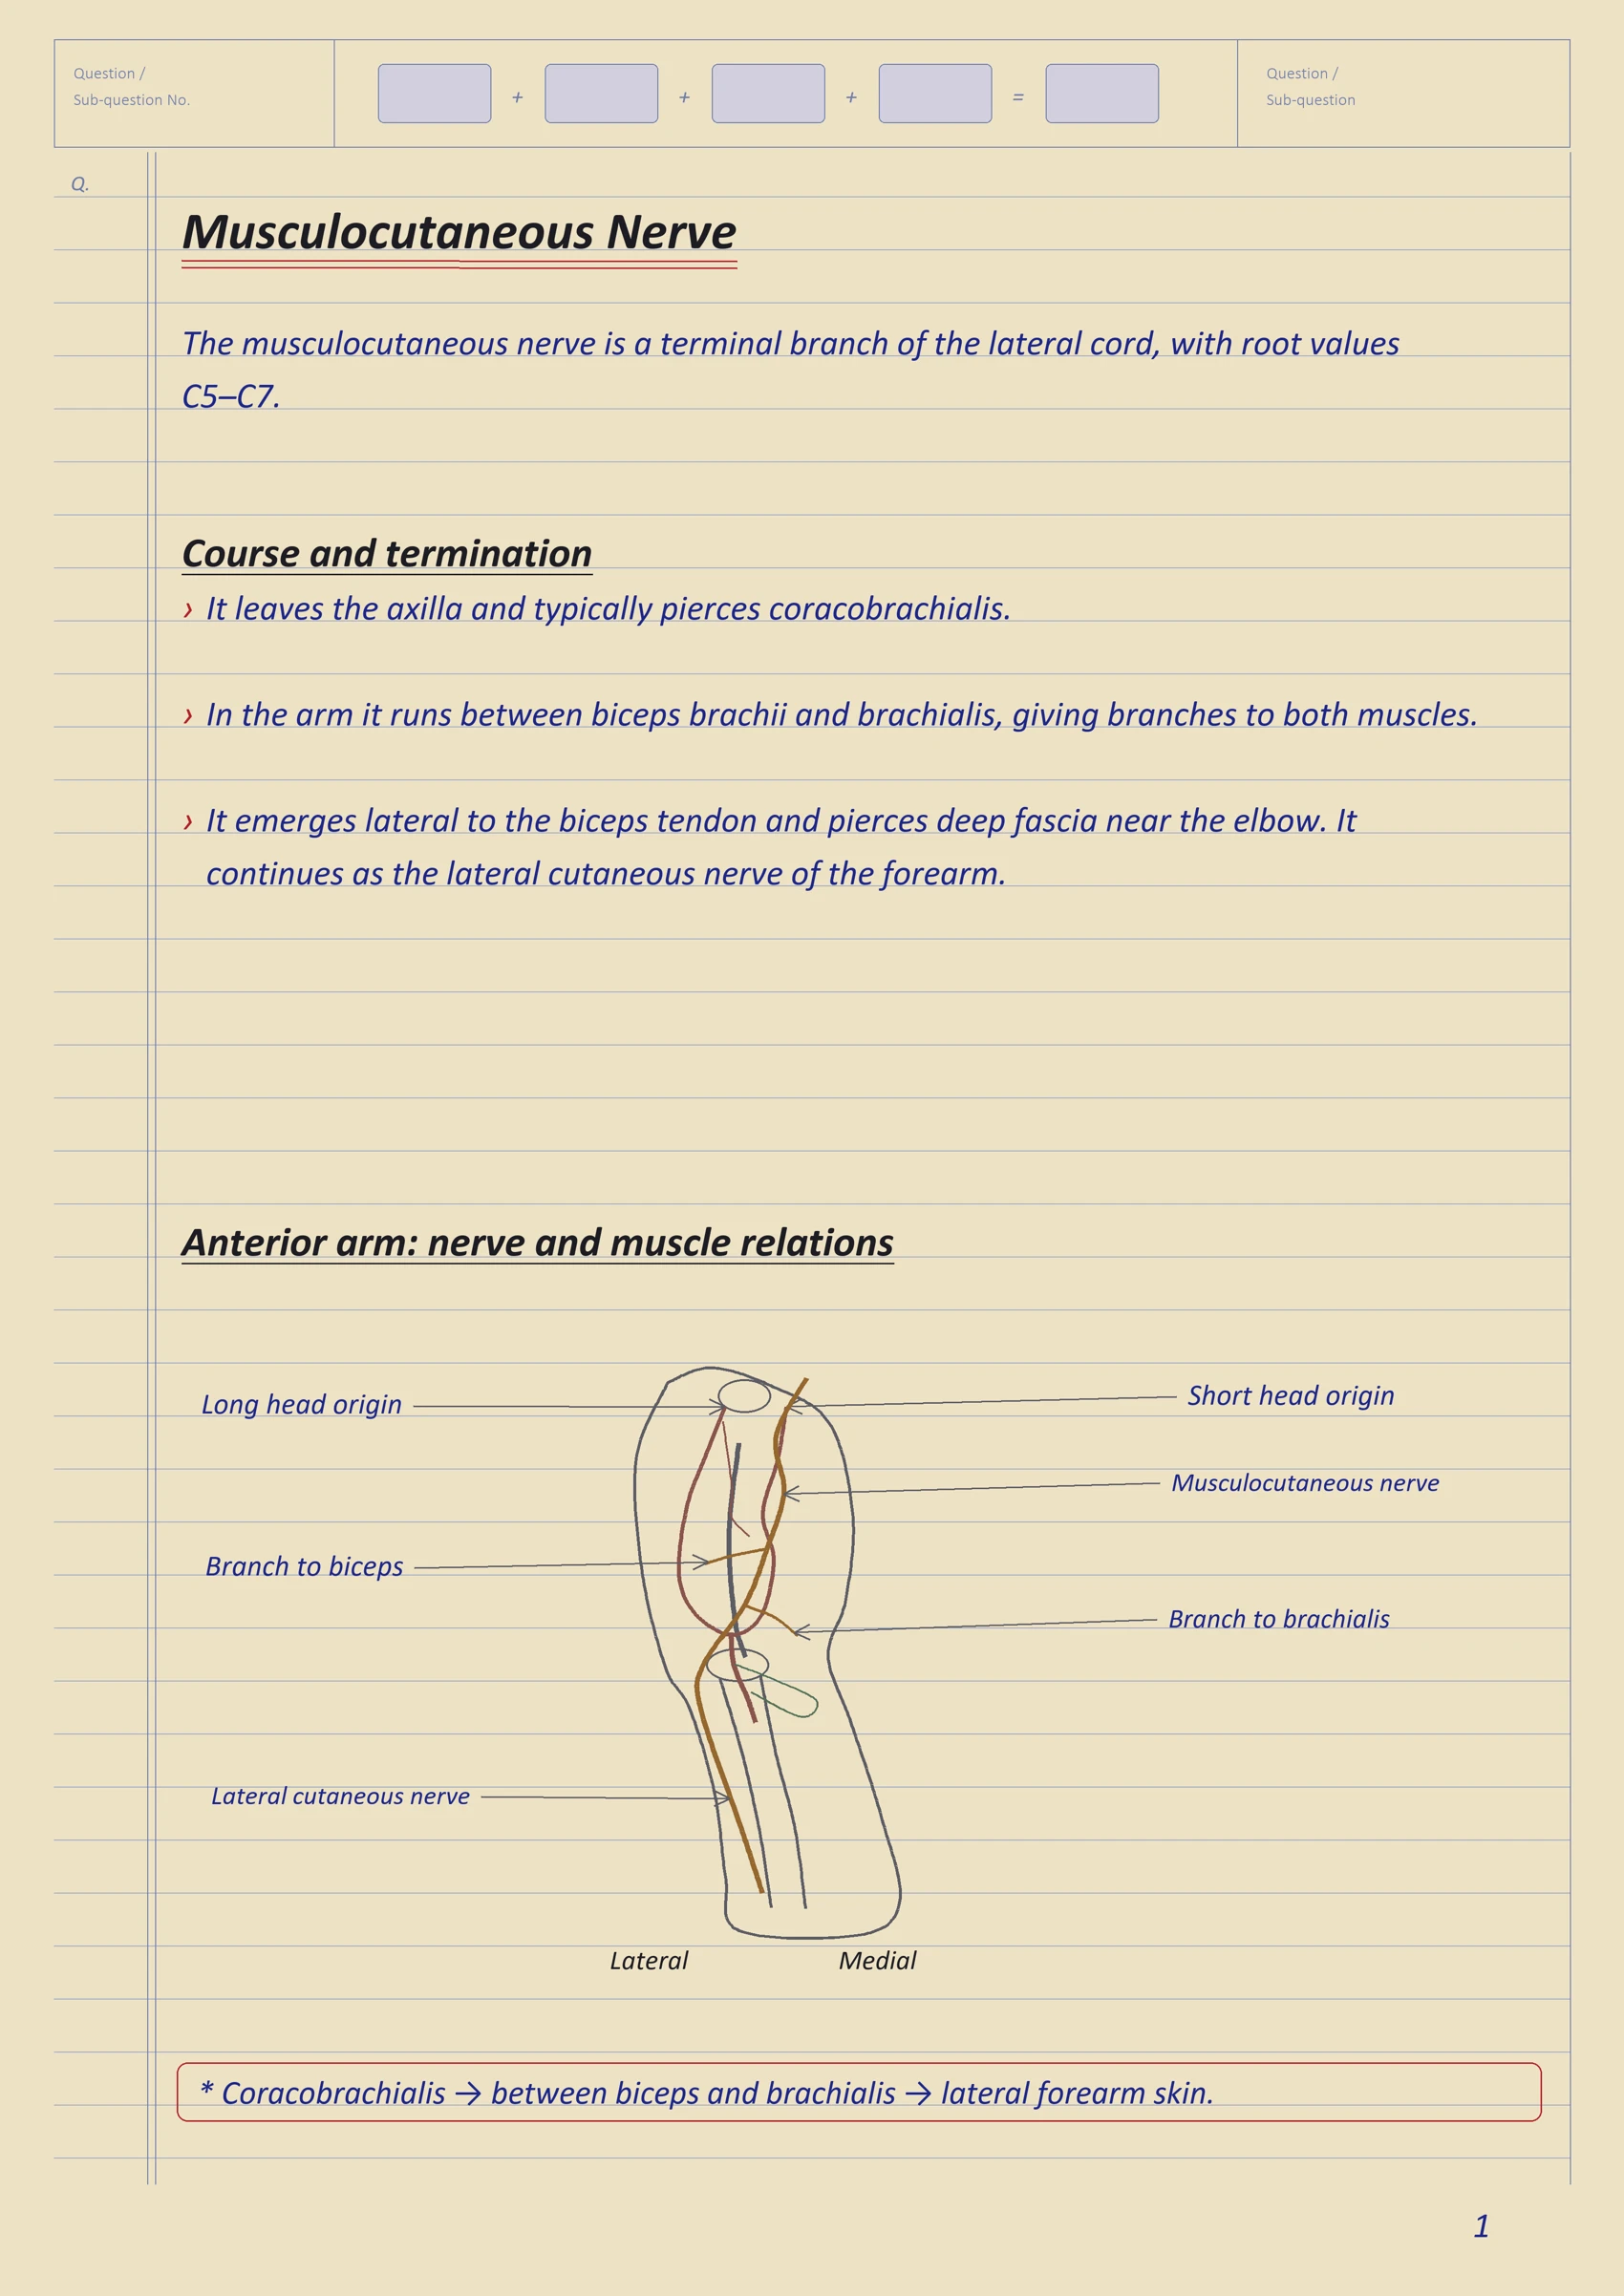 Question /
Sub-question No.
+ + + =
Question /
Sub-question
Q.
Musculocutaneous Nerve
The musculocutaneous nerve is a terminal branch of the lateral cord, with root values
C5–C7.
Course and termination
› It leaves the axilla and typically pierces coracobrachialis.
› In the arm it runs between biceps brachii and brachialis, giving branches to both muscles.
› It emerges lateral to the biceps tendon and pierces deep fascia near the elbow. It
continues as the lateral cutaneous nerve of the forearm.
Anterior arm: nerve and muscle relations
Long head origin
Short head origin
Musculocutaneous nerve
Branch to biceps
Branch to brachialis
Lateral cutaneous nerve
Lateral
Medial
* Coracobrachialis → between biceps and brachialis → lateral forearm skin.
1